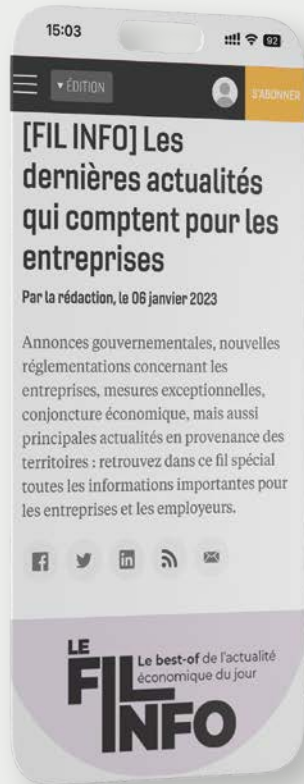 15:03
92
▾ ÉDITION
S'ABONNER
[FIL INFO] Les
dernières actualités
qui comptent pour les
entreprises
Par la rédaction, le 06 janvier 2023
Annonces gouvernementales, nouvelles
réglementations concernant les
entreprises, mesures exceptionnelles,
conjoncture économique, mais aussi
principales actualités en provenance des
territoires : retrouvez dans ce fil spécial
toutes les informations importantes pour
les entreprises et les employeurs.
LE
FIL
INFO
Le best-of de l'actualité
économique du jour